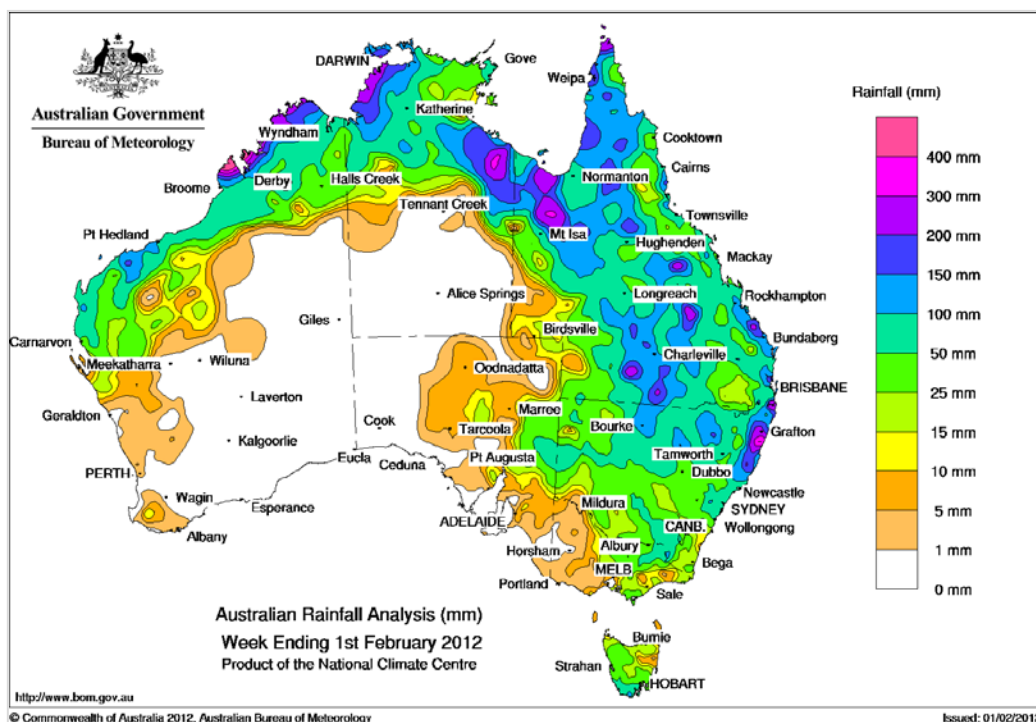 Australian Government
Bureau of Meteorology
DARWIN
Gove
Weipa
Katherine
Wyndham
Cooktown
Cairns
Broome
Derby
Halls Creek
Normanton
Tennant Creek
Townsville
Pt Hedland
Mt Isa
Hughenden
Mackay
Alice Springs
Longreach
Rockhampton
Giles
Birdsville
Bundaberg
Carnarvon
Meekatharra
Wiluna
Oodnadatta
Charleville
BRISBANE
Laverton
Marree
Geraldton
Cook
Tarcoola
Bourke
Grafton
Kalgoorlie
Tamworth
PERTH
Eucla
Ceduna
Pt Augusta
Dubbo
Wagin
Esperance
Mildura
Newcastle
SYDNEY
Albany
ADELAIDE
CANB.
Wollongong
Horsham
Albury
Bega
Portland
MELB
Sale
Burnie
Strahan
HOBART
Rainfall (mm)
400 mm
300 mm
200 mm
150 mm
100 mm
50 mm
25 mm
15 mm
10 mm
5 mm
1 mm
0 mm
Australian Rainfall Analysis (mm)
Week Ending 1st February 2012
Product of the National Climate Centre
http://www.bom.gov.au
© Commonwealth of Australia 2012, Australian Bureau of Meteorology
Issued: 01/02/201